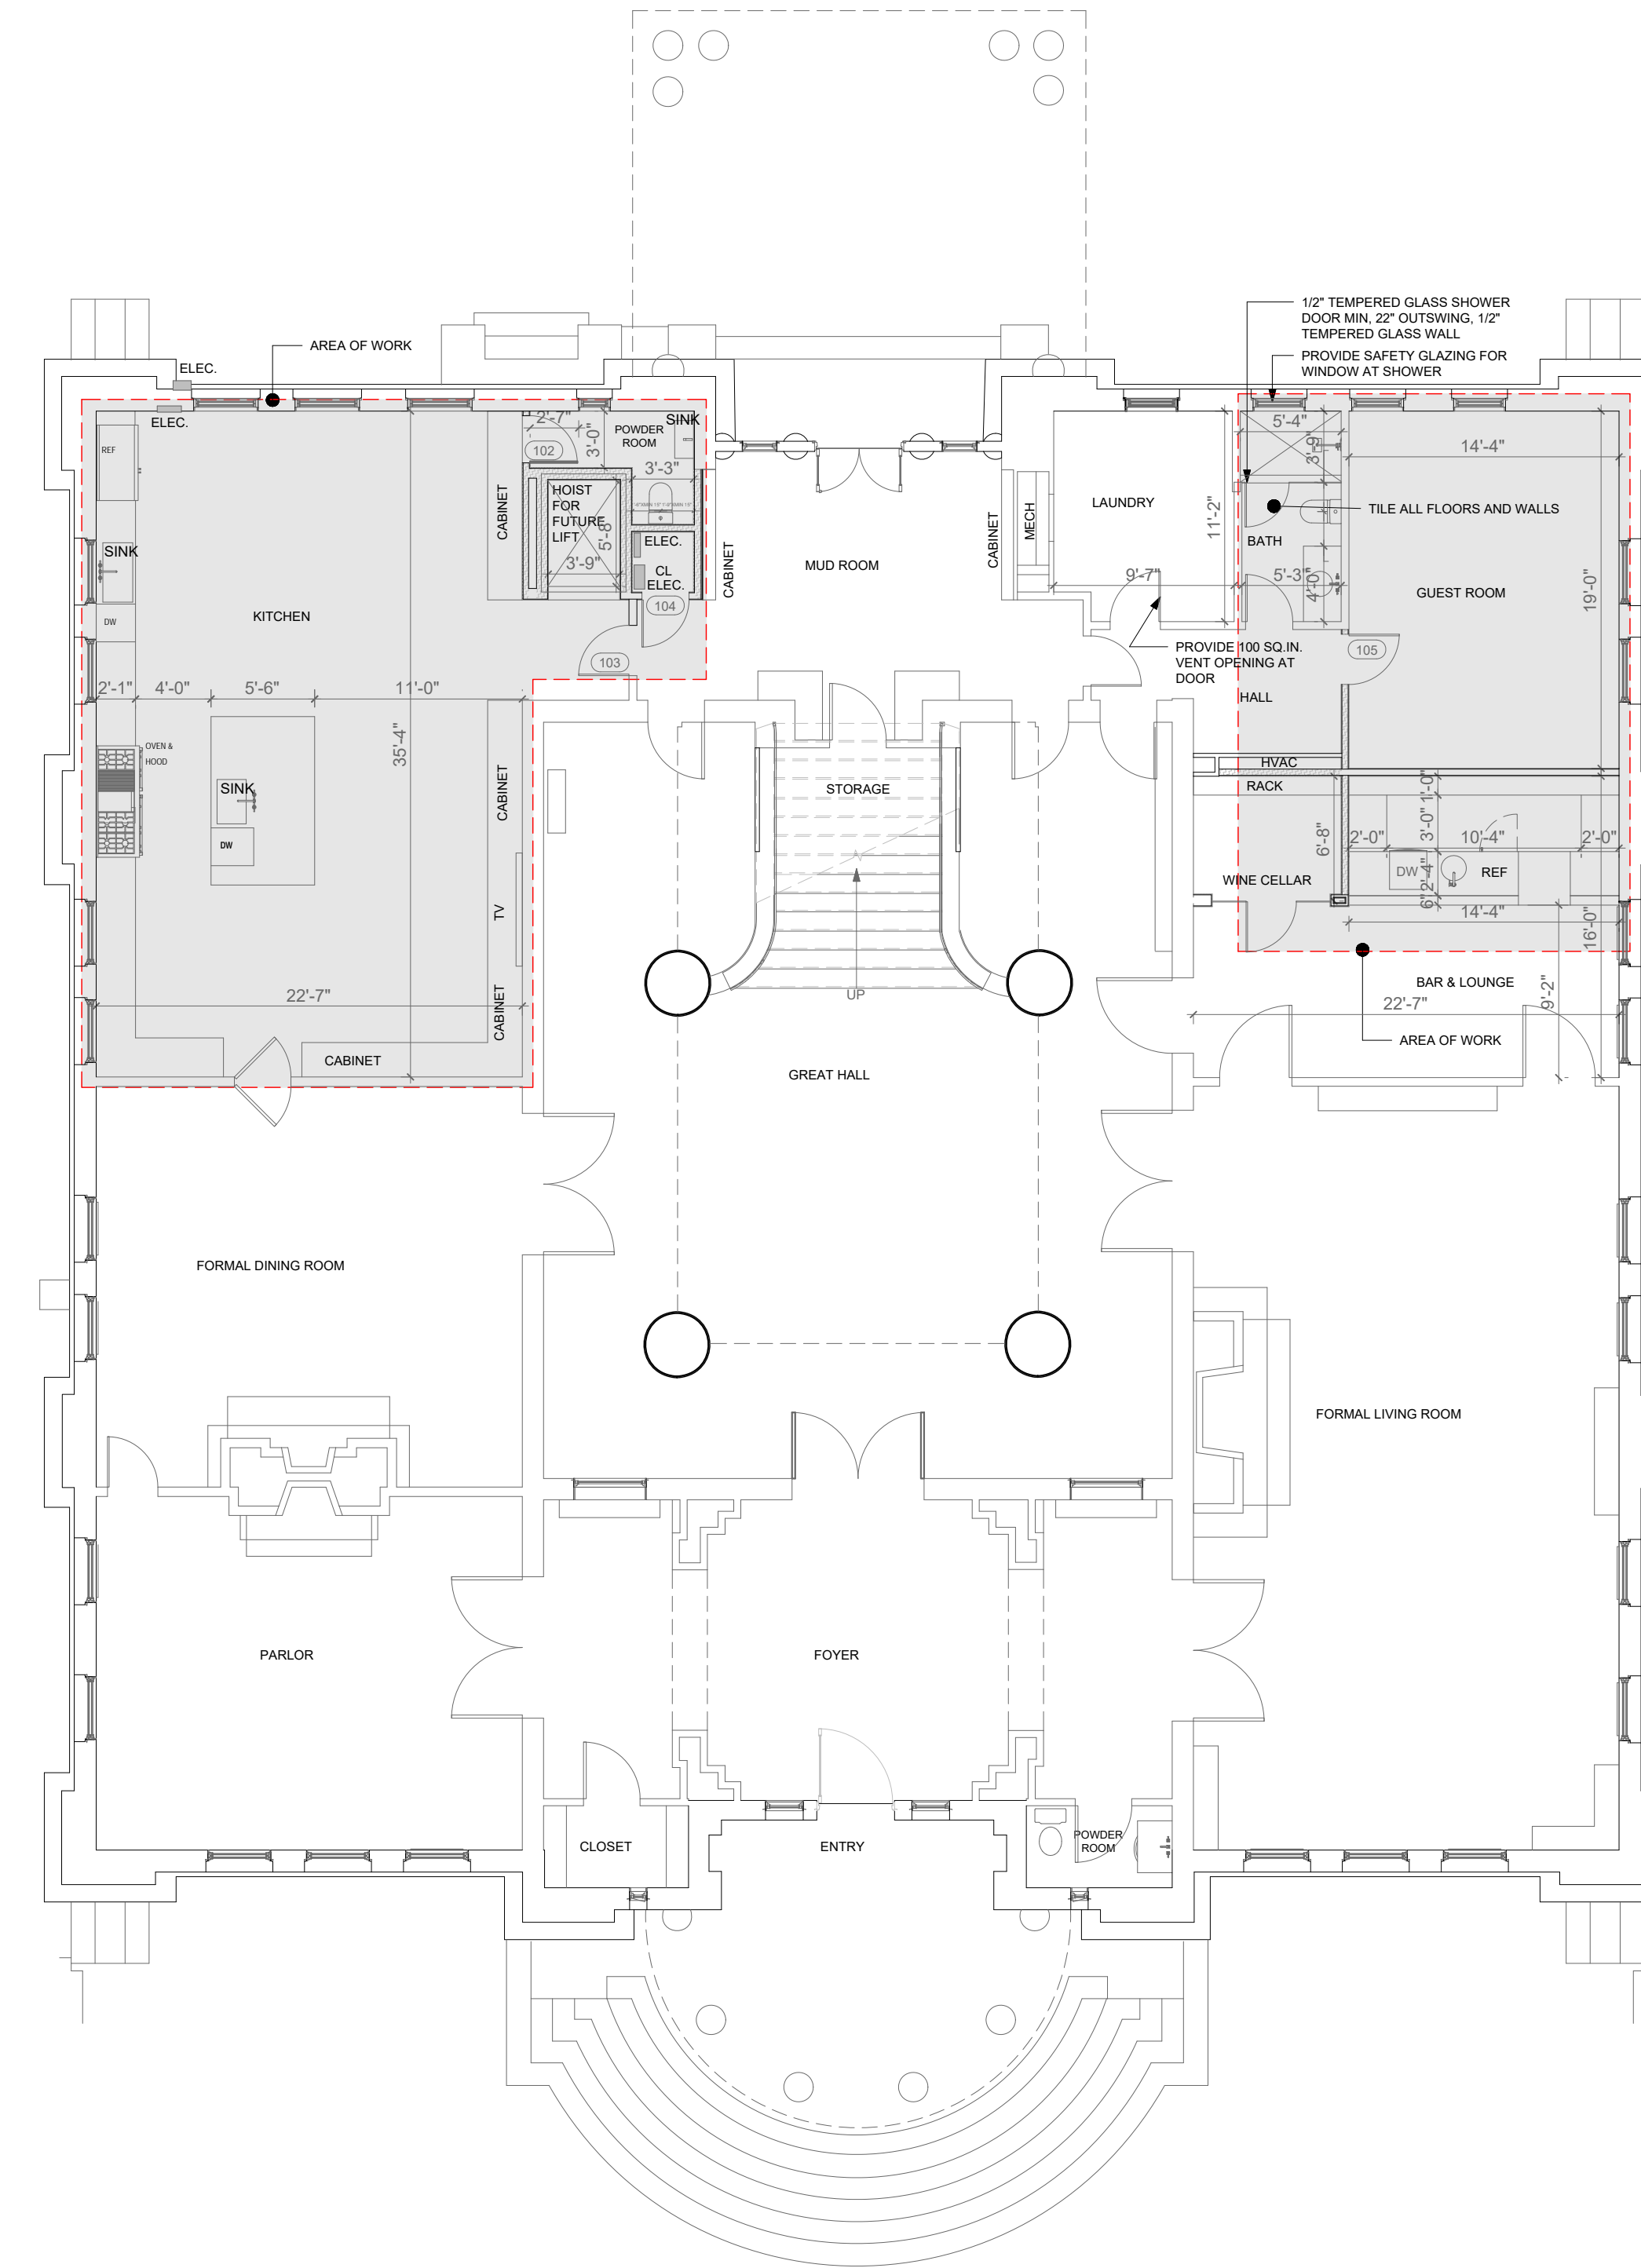 1/2" TEMPERED GLASS SHOWER
DOOR MIN, 22" OUTSWING, 1/2"
TEMPERED GLASS WALL
AREA OF WORK
PROVIDE SAFETY GLAZING FOR
WINDOW AT SHOWER
ELEC.
ELEC.
2'-7"
SINK
5'-4"
POWDER
ROOM
3'-0"
102
REF
3'-9"
14'-4"
3'-3"
HOIST
FOR
FUTURE
LIFT
5'-8"
CABINET
LAUNDRY
MECH
11'-2"
TILE ALL FLOORS AND WALLS
SINK
ELEC.
BATH
3'-9"
CL
ELEC.
CABINET
MUD ROOM
CABINET
9'-7"
5'-3"
4'-0"
GUEST ROOM
19'-0"
104
DW
KITCHEN
PROVIDE 100 SQ.IN.
VENT OPENING AT
DOOR
105
103
2'-1"
4'-0"
5'-6"
11'-0"
HALL
35'-4"
OVEN &
HOOD
HVAC
SINK
CABINET
STORAGE
RACK
1'-0"
3'-0"
6'-8"
2'-0"
10'-4"
2'-0"
DW
DW
REF
WINE CELLAR
2'-4"
6"
14'-4"
TV
16'-0"
UP
22'-7"
BAR & LOUNGE
9'-2"
22'-7"
CABINET
AREA OF WORK
CABINET
GREAT HALL
FORMAL DINING ROOM
FORMAL LIVING ROOM
PARLOR
FOYER
CLOSET
ENTRY
POWDER
ROOM